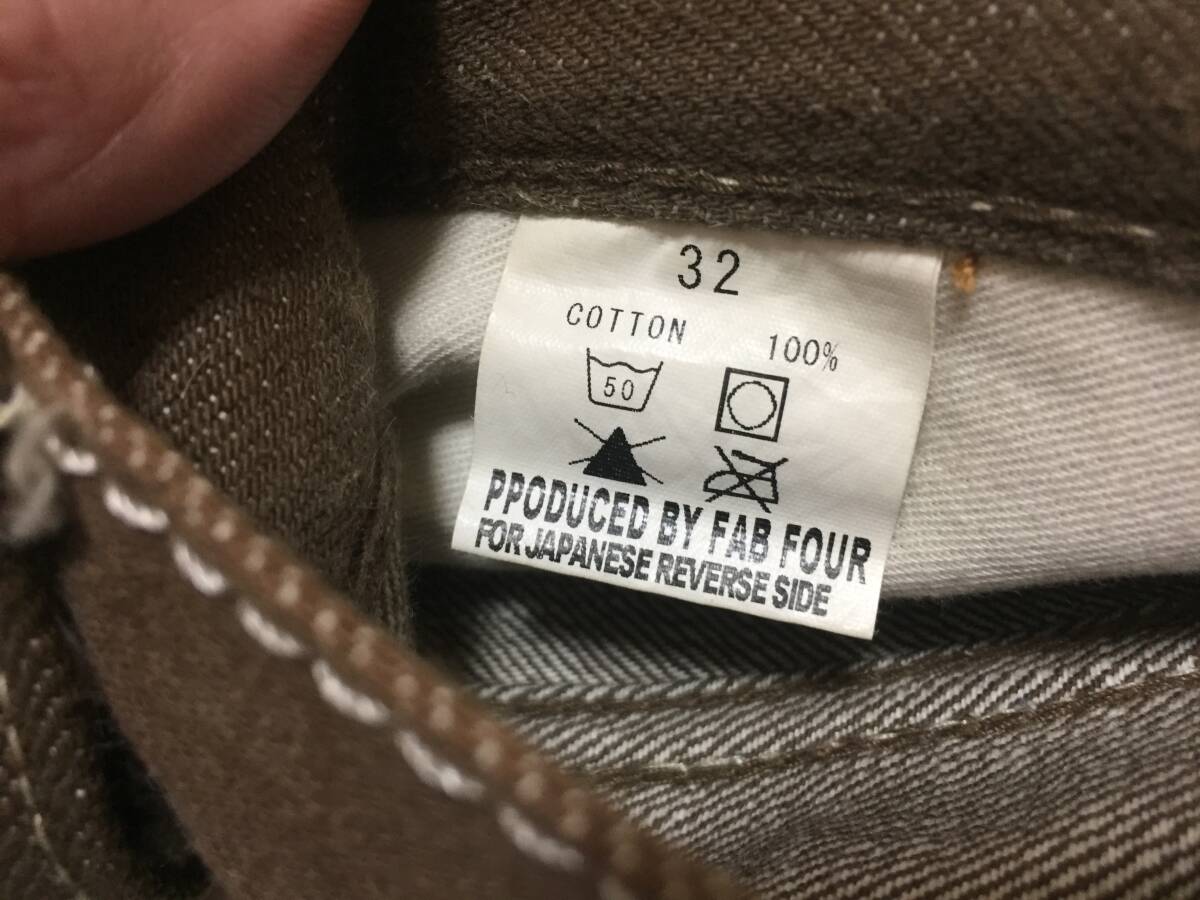 32
COTTON 100%
50
PPODUCED BY FAB FOUR
FOR JAPANESE REVERSE SIDE